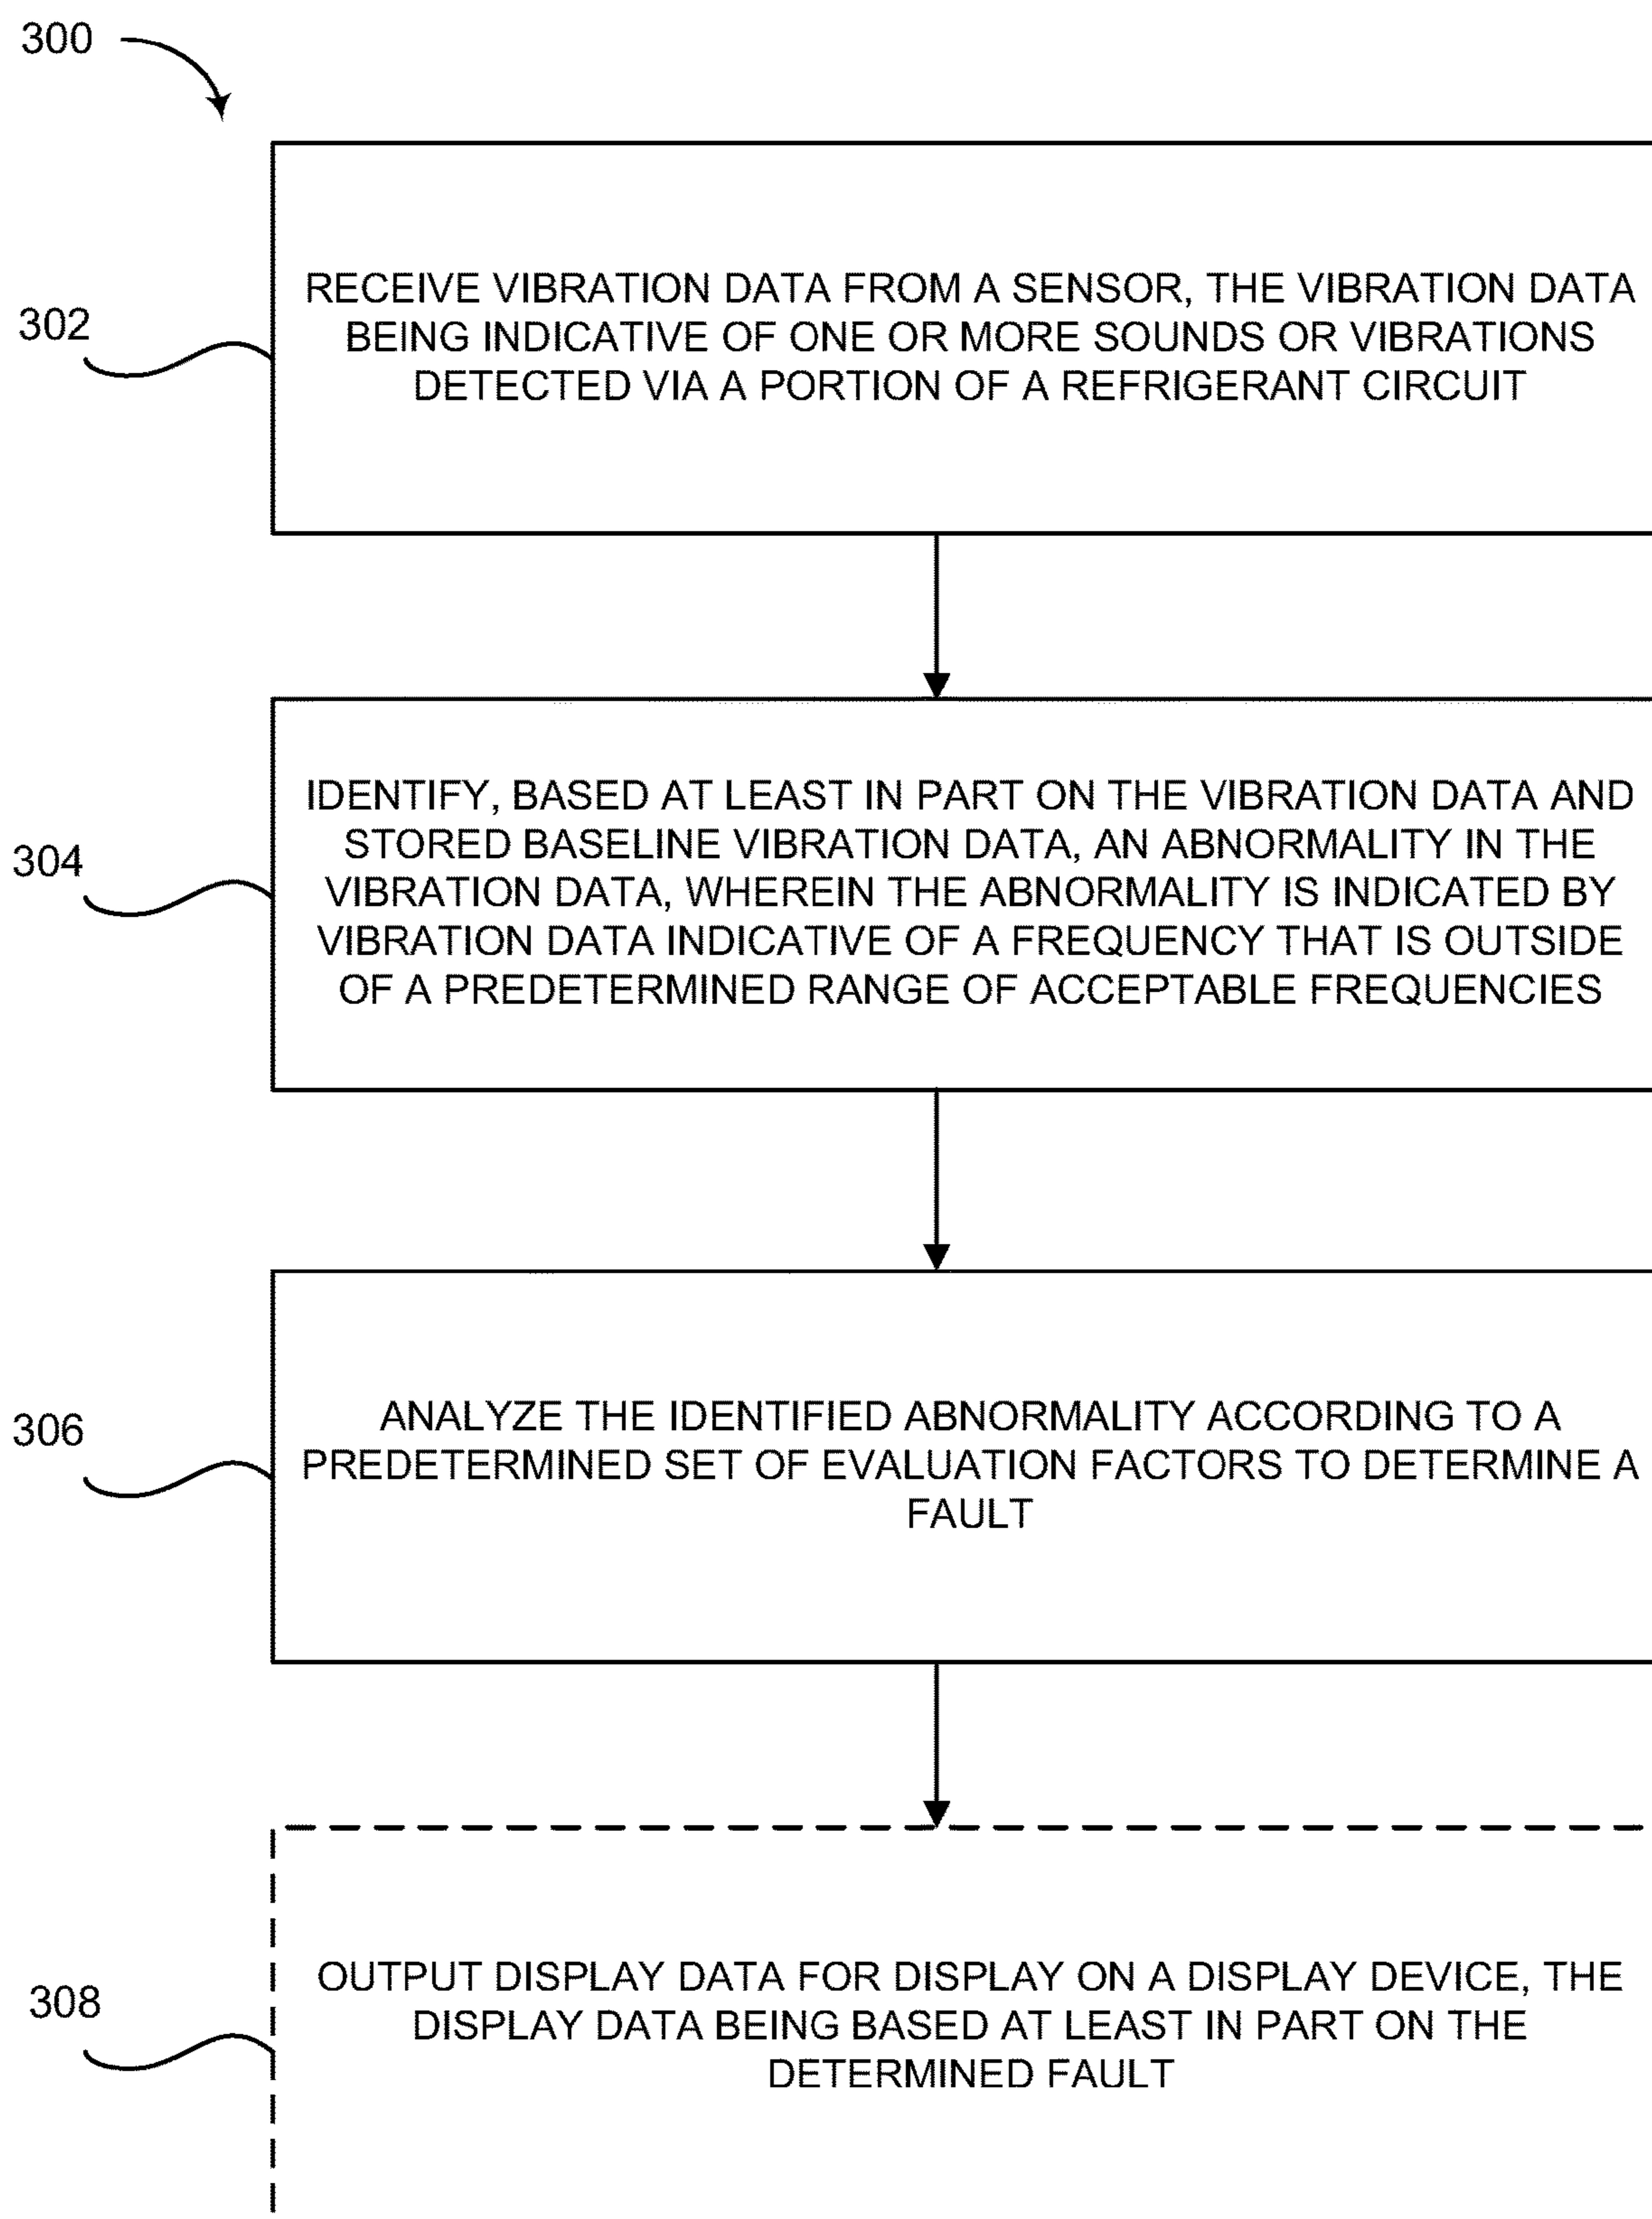 300
302
RECEIVE VIBRATION DATA FROM A SENSOR, THE VIBRATION DATA
BEING INDICATIVE OF ONE OR MORE SOUNDS OR VIBRATIONS
DETECTED VIA A PORTION OF A REFRIGERANT CIRCUIT
304
IDENTIFY, BASED AT LEAST IN PART ON THE VIBRATION DATA AND
STORED BASELINE VIBRATION DATA, AN ABNORMALITY IN THE
VIBRATION DATA, WHEREIN THE ABNORMALITY IS INDICATED BY
VIBRATION DATA INDICATIVE OF A FREQUENCY THAT IS OUTSIDE
OF A PREDETERMINED RANGE OF ACCEPTABLE FREQUENCIES
306
ANALYZE THE IDENTIFIED ABNORMALITY ACCORDING TO A
PREDETERMINED SET OF EVALUATION FACTORS TO DETERMINE A
FAULT
308
OUTPUT DISPLAY DATA FOR DISPLAY ON A DISPLAY DEVICE, THE
DISPLAY DATA BEING BASED AT LEAST IN PART ON THE
DETERMINED FAULT